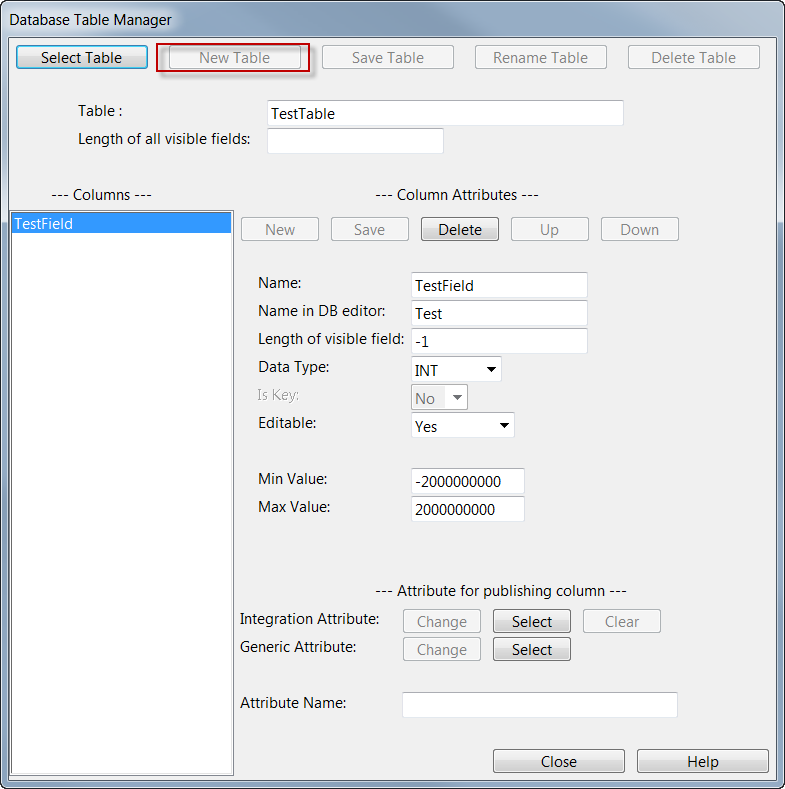 Database Table Manager
Select Table New Table Save Table Rename Table Delete Table
Table : TestTable
Length of all visible fields:
--- Columns --- --- Column Attributes ---
TestField
New Save Delete Up Down
Name: TestField
Name in DB editor: Test
Length of visible field: -1
Data Type: INT
Is Key: No
Editable: Yes
Min Value: -2000000000
Max Value: 2000000000
--- Attribute for publishing column ---
Integration Attribute: Change Select Clear
Generic Attribute: Change Select
Attribute Name:
Close Help